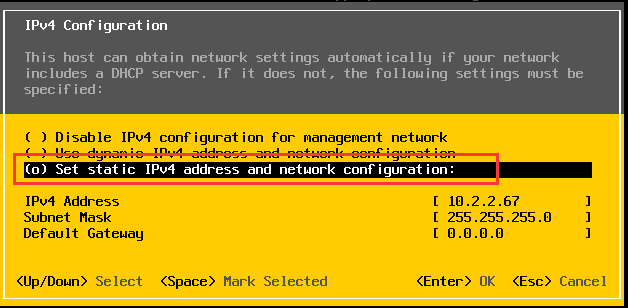 IPv4 Configuration
This host can obtain network settings automatically if your network
includes a DHCP server. If it does not, the following settings must be
specified:
( ) Disable IPv4 configuration for management network
( ) Use dynamic IPv4 address and network configuration
(o) Set static IPv4 address and network configuration:
IPv4 Address [ 10.2.2.67 ]
Subnet Mask [ 255.255.255.0 ]
Default Gateway [ 0.0.0.0 ]
<Up/Down> Select <Space> Mark Selected <Enter> OK <Esc> Cancel